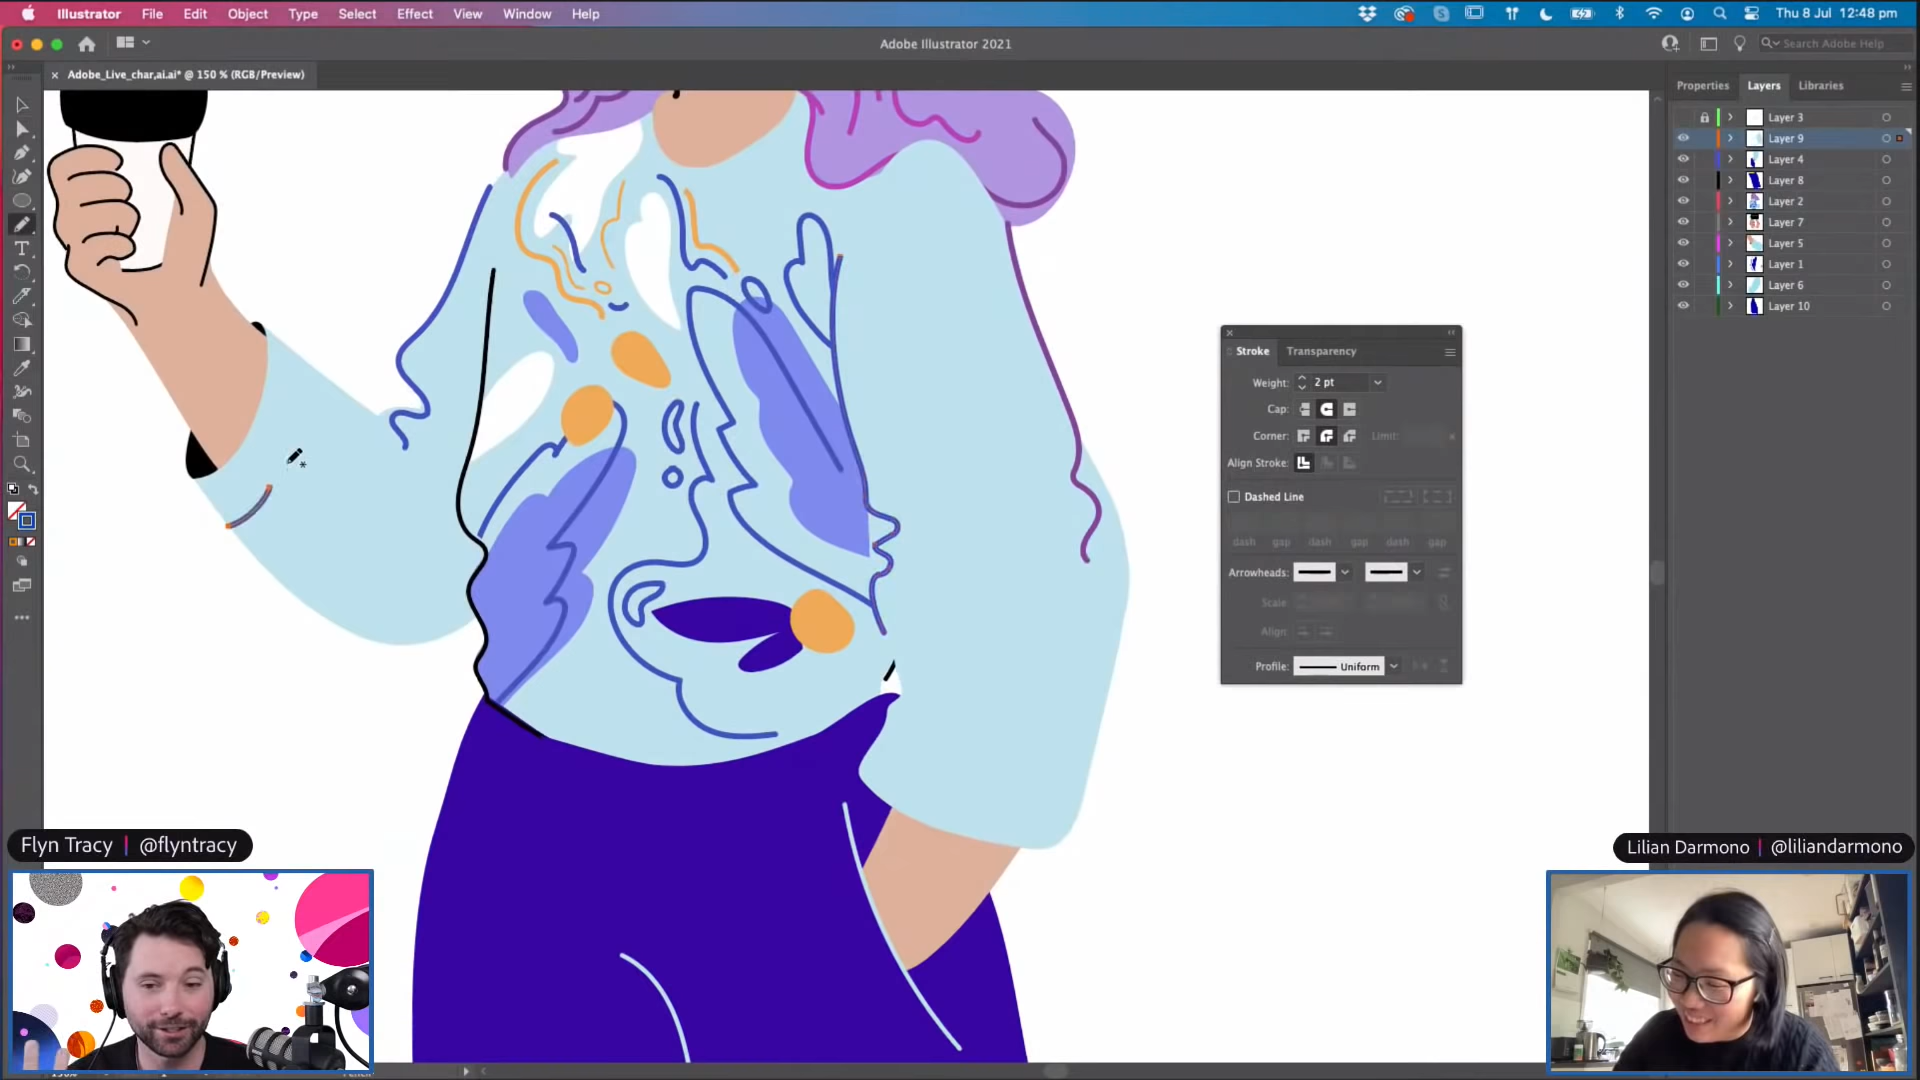 Illustrator File Edit Object Type Select Effect View Window Help
Thu 8 Jul 12:48 pm
Adobe Illustrator 2021
Search Adobe Help
Adobe_Live_char,ai.ai* @ 150 % (RGB/Preview)
Properties Layers Libraries
Layer 3
Layer 9
Layer 4
Layer 8
Layer 2
Layer 7
Layer 5
Layer 1
Layer 6
Layer 10
Stroke Transparency
Weight: 2 pt
Cap:
Corner: Limit:
Align Stroke:
Dashed Line
dash gap dash gap dash gap
Arrowheads:
Scale:
Align:
Profile: Uniform
Flyn Tracy | @flyntracy
Lilian Darmono | @liliandarmono